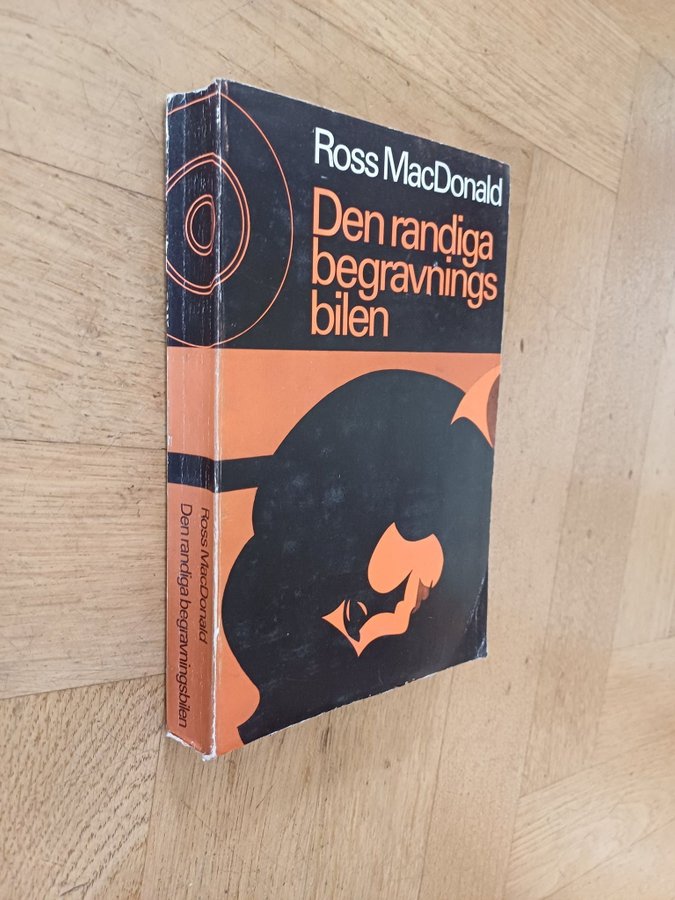 Ross MacDonald
Den randiga
begravnings
bilen
Ross MacDonald
Den randiga begravningsbilen